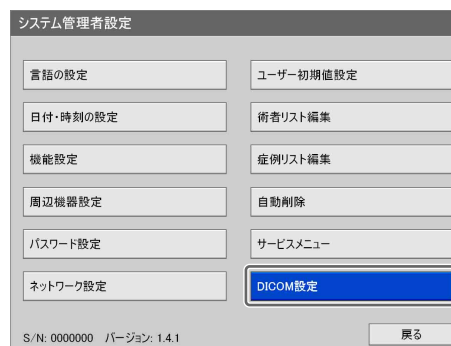 システム管理者設定
言語の設定
ユーザー初期値設定
日付・時刻の設定
術者リスト編集
機能設定
症例リスト編集
周辺機器設定
自動削除
パスワード設定
サービスメニュー
ネットワーク設定
DICOM設定
S/N: 0000000 バージョン: 1.4.1
戻る